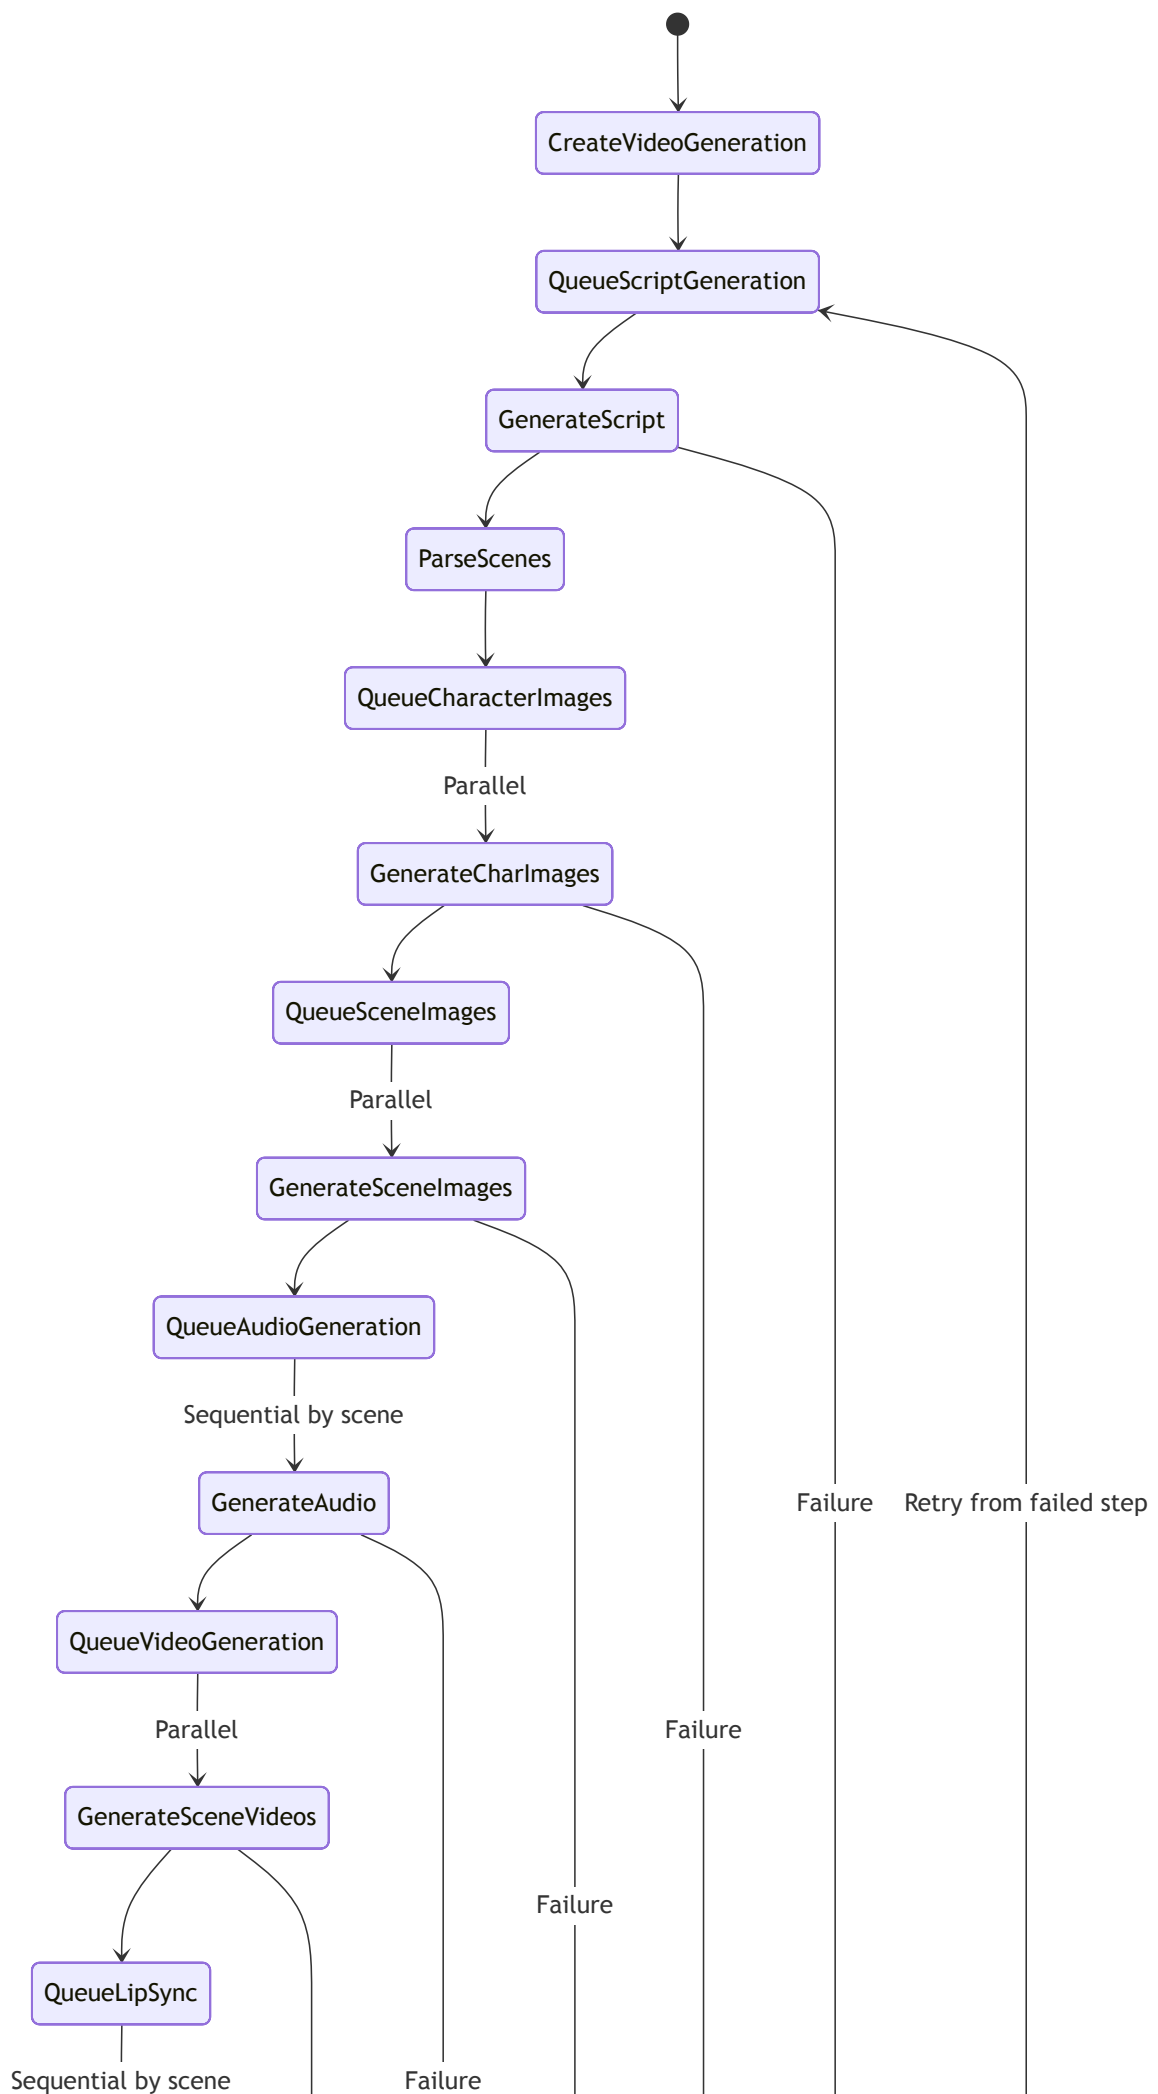 CreateVideoGeneration
QueueScriptGeneration
GenerateScript
ParseScenes
QueueCharacterImages
Parallel
GenerateCharImages
QueueSceneImages
Parallel
GenerateSceneImages
QueueAudioGeneration
Sequential by scene
GenerateAudio
Failure
Retry from failed step
QueueVideoGeneration
Parallel
Failure
GenerateSceneVideos
Failure
QueueLipSync
Sequential by scene
Failure